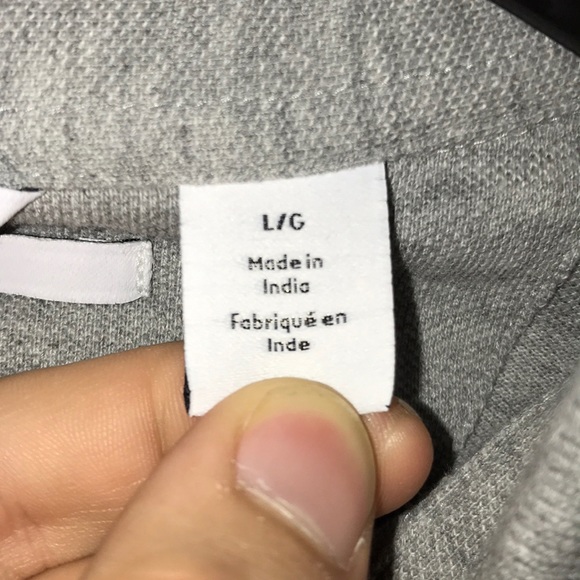 L/G
Made in
India
Fabriqué en
Inde